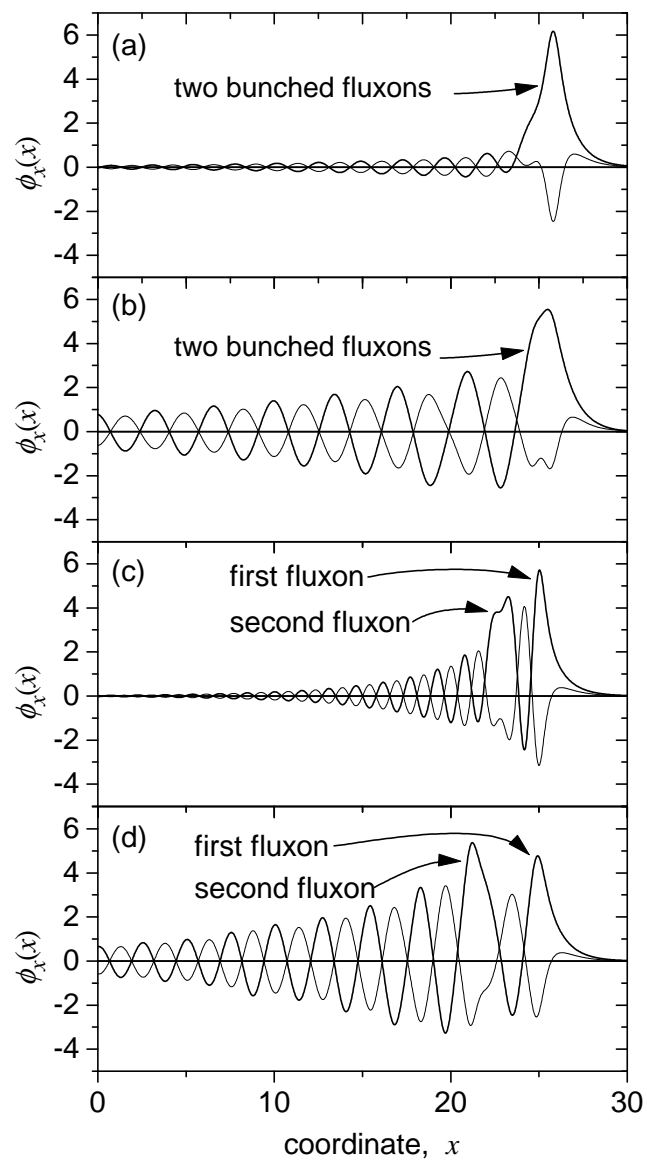 (a)
two bunched fluxons
6
4
2
0
-2
-4
ϕx(x)
(b)
two bunched fluxons
6
4
2
0
-2
-4
ϕx(x)
(c)
first fluxon
second fluxon
6
4
2
0
-2
-4
ϕx(x)
(d)
first fluxon
second fluxon
6
4
2
0
-2
-4
ϕx(x)
0 10 20 30
coordinate, x